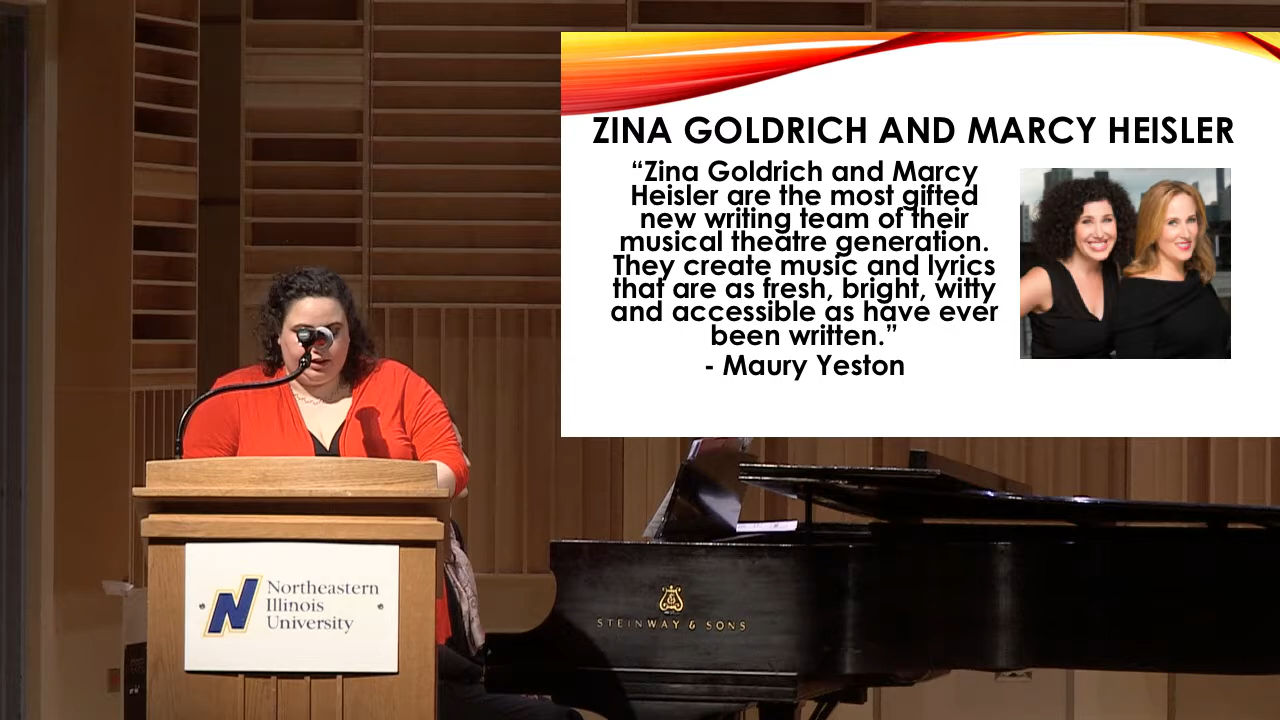 ZINA GOLDRICH AND MARCY HEISLER
“Zina Goldrich and Marcy
Heisler are the most gifted
new writing team of their
musical theatre generation.
They create music and lyrics
that are as fresh, bright, witty
and accessible as have ever
been written.”
- Maury Yeston
N
Northeastern
Illinois
University
STEINWAY & SONS